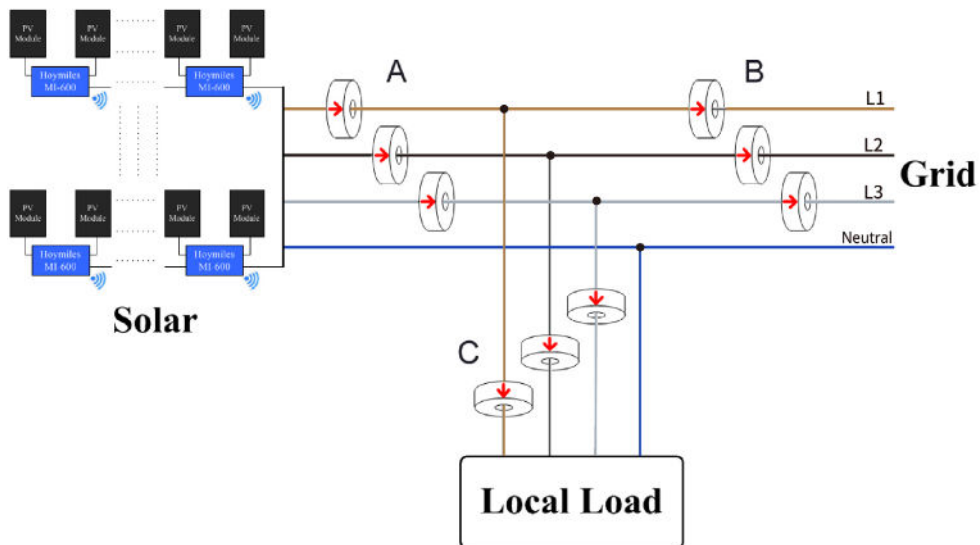 PV
Module
PV
Module
PV
Module
PV
Module
Hoymiles
MI-600
Hoymiles
MI-600
A
B
L1
L2
L3
Neutral
Grid
PV
Module
PV
Module
PV
Module
PV
Module
Hoymiles
MI-600
Hoymiles
MI-600
Solar
C
Local Load